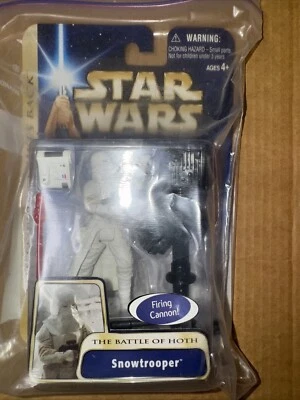 WARNING:
CHOKING HAZARD - Small parts.
Not for children under 3 years.
AGES 4+
STAR
WARS
Firing
Cannon!
THE BATTLE OF HOTH
Snowtrooper™